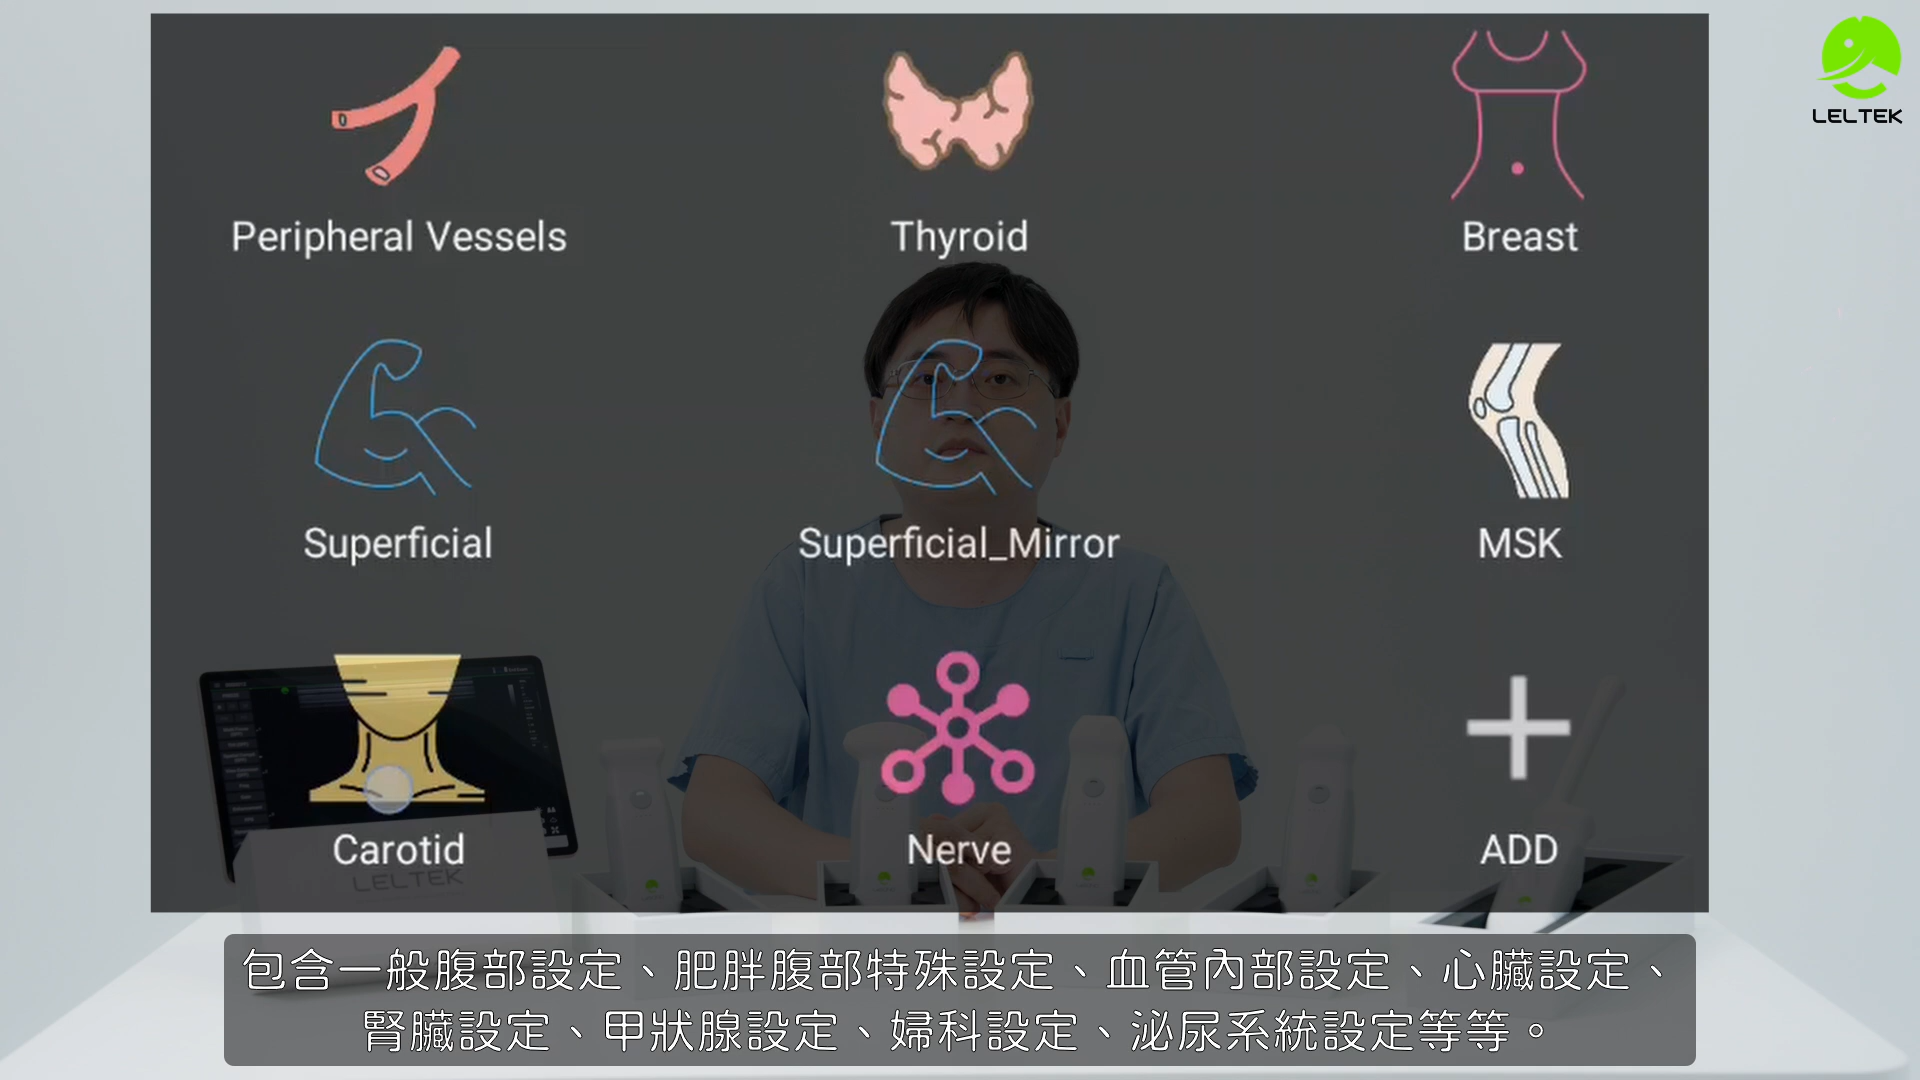 LELTEK
Peripheral Vessels
Thyroid
Breast
Superficial
Superficial_Mirror
MSK
Carotid
Nerve
ADD
LELTEK
包含一般腹部設定、肥胖腹部特殊設定、血管內部設定、心臟設定、
腎臟設定、甲狀腺設定、婦科設定、泌尿系統設定等等。